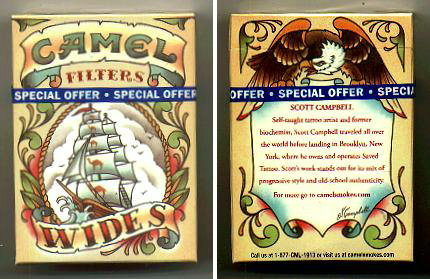 CAMEL
FILTERS
SPECIAL OFFER • SPECIAL OFFER
WIDES
OFFER • SPECIAL OFFER • SPECIAL
SCOTT CAMPBELL
Self-taught tattoo artist and former
biochemist, Scott Campbell traveled all over
the world before landing in Brooklyn, New
York, where he owns and operates Saved
Tattoo. Scott's work stands out for its mix of
progressive style and old-school authenticity.
For more go to camelsmokes.com
Campbell
Call us at 1-877-CML-1913 or visit us at camelsmokes.com